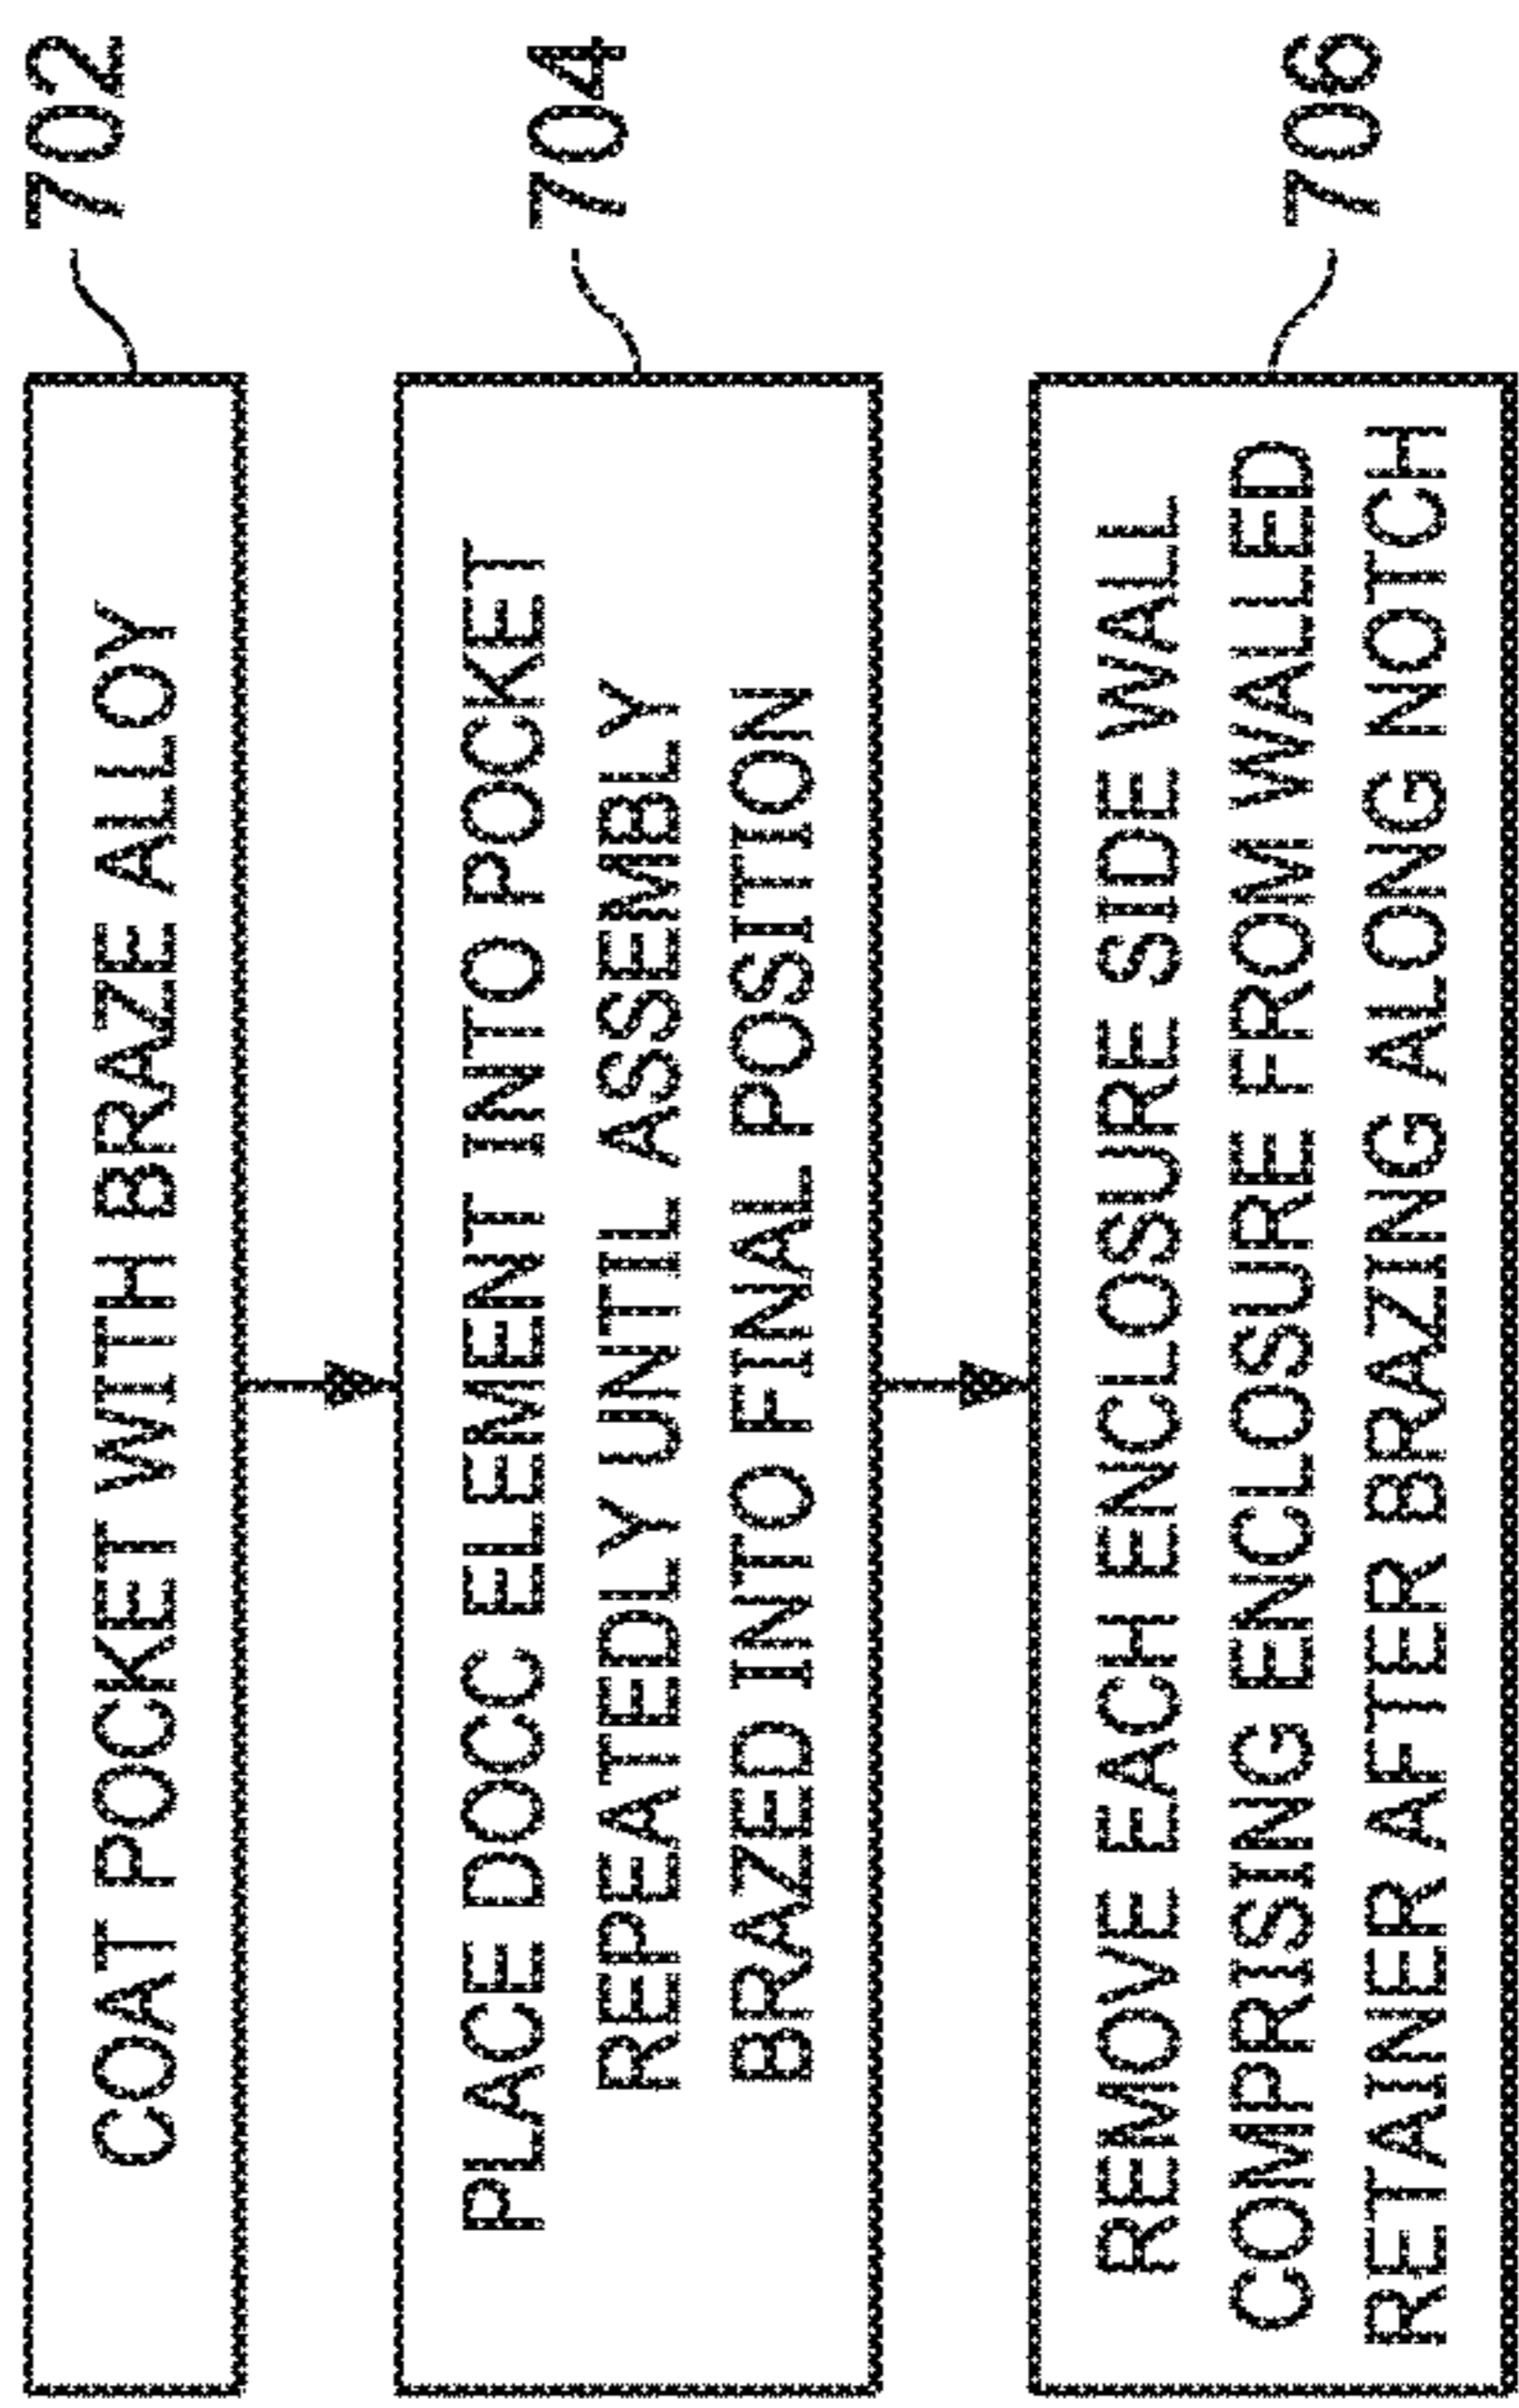 COAT POCKET WITH BRAZE ALLOY
702
PLACE DOCC ELEMENT INTO POCKET
REPEATEDLY UNTIL ASSEMBLY
BRAZED INTO FINAL POSITION
704
REMOVE EACH ENCLOSURE SIDE WALL
COMPRISING ENCLOSURE FROM WALLED
RETAINER AFTER BRAZING ALONG NOTCH
706